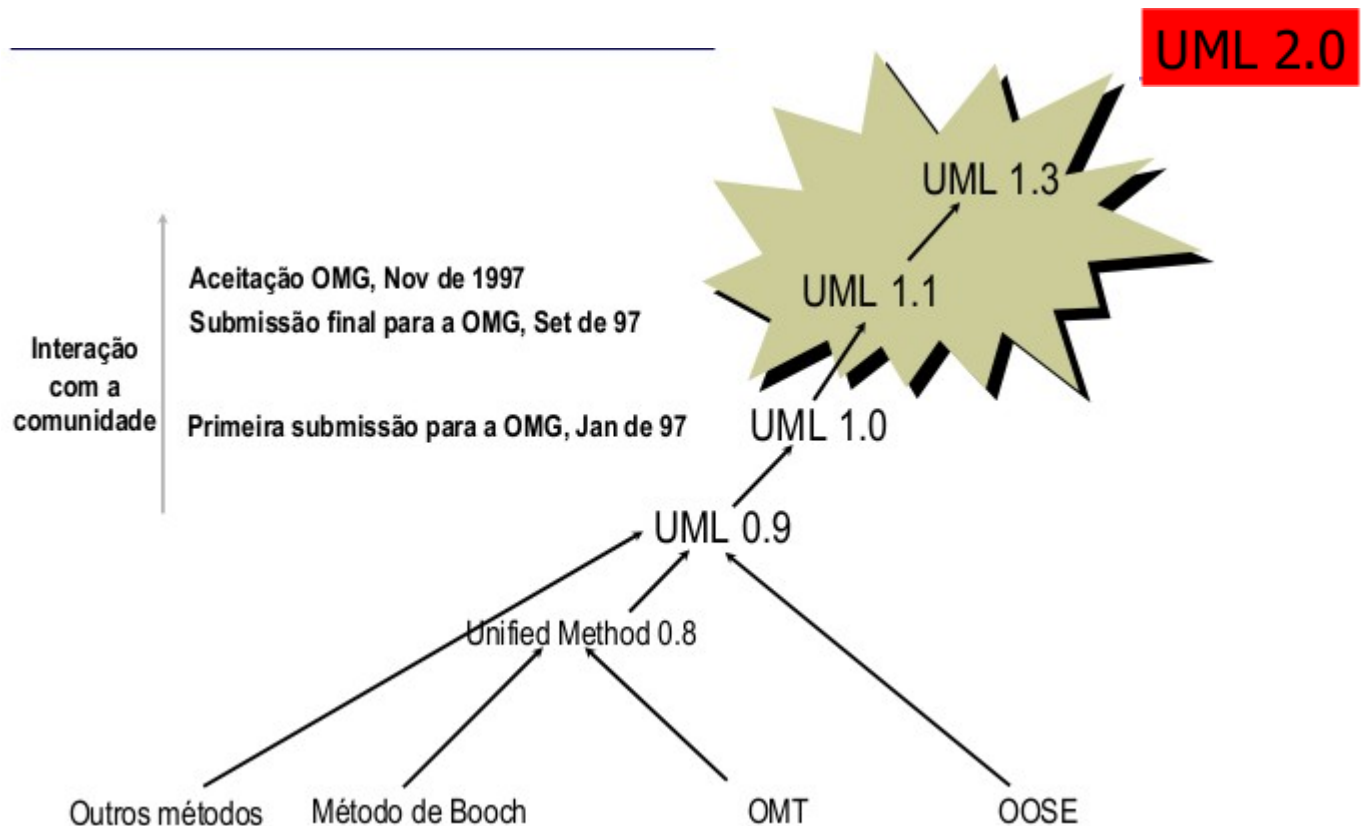 UML 2.0
UML 1.3
Aceitação OMG, Nov de 1997
UML 1.1
Submissão final para a OMG, Set de 97
Interação
com a
comunidade
Primeira submissão para a OMG, Jan de 97
UML 1.0
UML 0.9
Unified Method 0.8
Outros métodos
Método de Booch
OMT
OOSE